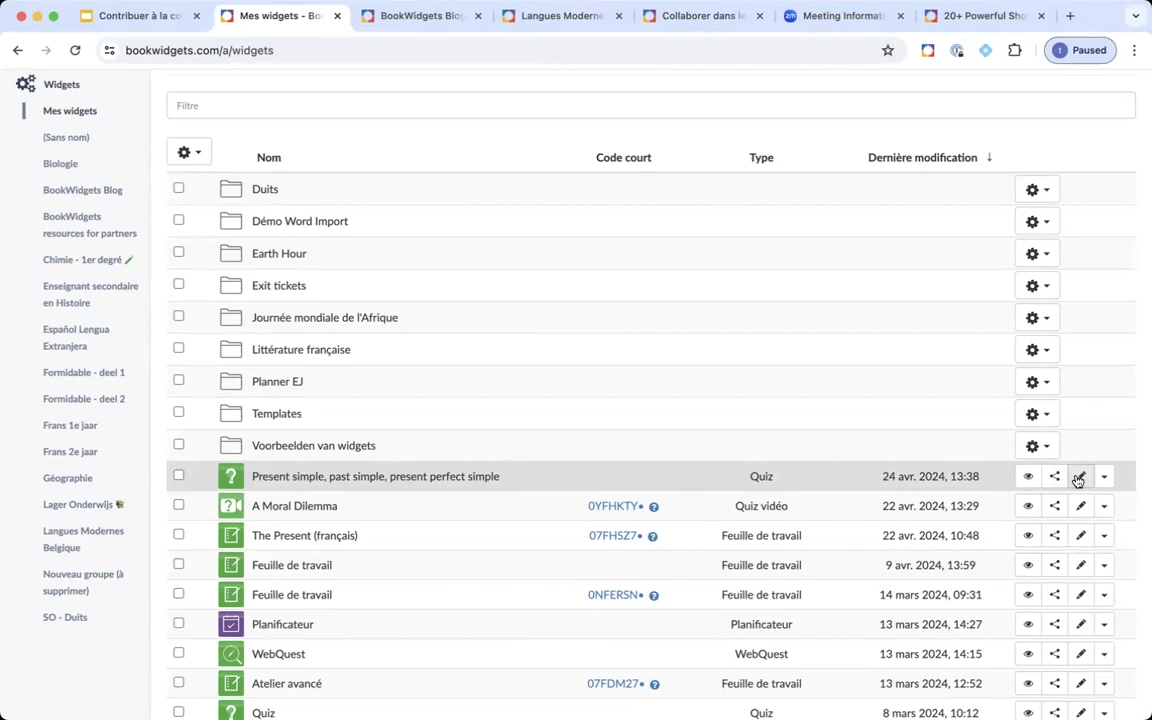 Contribuer à la co
Mes widgets - Bo
BookWidgets Blog
Langues Moderne
Collaborer dans le
Meeting Informati
20+ Powerful Sho
bookwidgets.com/a/widgets
t Paused
Widgets
Mes widgets
(Sans nom)
Biologie
BookWidgets Blog
BookWidgets
resources for partners
Chimie - 1er degré
Enseignant secondaire
en Histoire
Español Lengua
Extranjera
Formidable - deel 1
Formidable - deel 2
Frans 1e jaar
Frans 2e jaar
Géographie
Lager Onderwijs
Langues Modernes
Belgique
Nouveau groupe (à
supprimer)
SO - Duits
Filtre
Nom Code court Type Dernière modification ↓
Duits
Démo Word Import
Earth Hour
Exit tickets
Journée mondiale de l'Afrique
Littérature française
Planner EJ
Templates
Voorbeelden van widgets
Present simple, past simple, present perfect simple Quiz 24 avr. 2024, 13:38
A Moral Dilemma 0YFHKTY• Quiz vidéo 22 avr. 2024, 13:29
The Present (français) 07FHSZ7• Feuille de travail 22 avr. 2024, 10:48
Feuille de travail Feuille de travail 9 avr. 2024, 13:59
Feuille de travail 0NFERSN• Feuille de travail 14 mars 2024, 09:31
Planificateur Planificateur 13 mars 2024, 14:27
WebQuest WebQuest 13 mars 2024, 14:15
Atelier avancé 07FDM27• Feuille de travail 13 mars 2024, 12:52
Quiz Quiz 8 mars 2024, 10:12